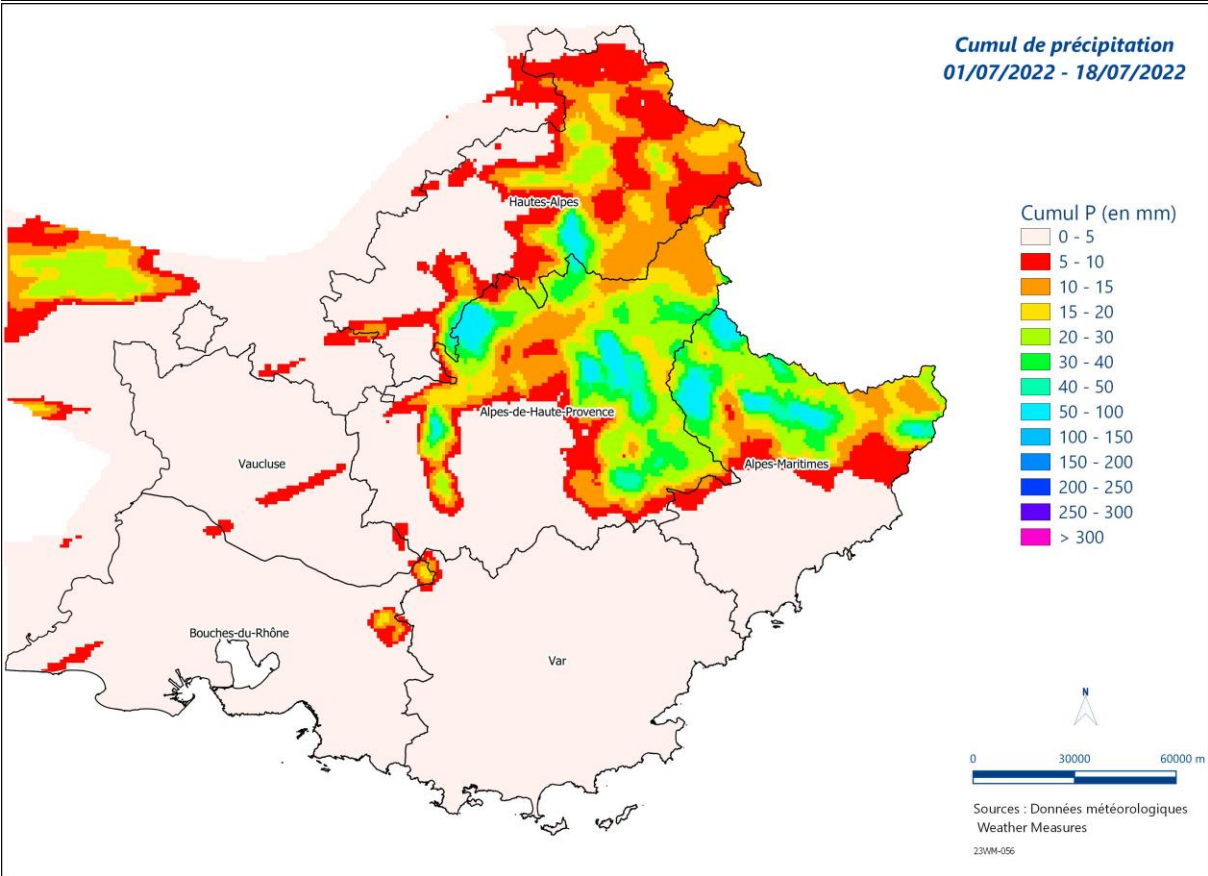 Cumul de précipitation
01/07/2022 - 18/07/2022
Cumul P (en mm)
0 - 5
5 - 10
10 - 15
15 - 20
20 - 30
30 - 40
40 - 50
50 - 100
100 - 150
150 - 200
200 - 250
250 - 300
> 300
Hautes-Alpes
Alpes-de-Haute-Provence
Vaucluse
Alpes-Maritimes
Bouches-du-Rhône
Var
N
0 30000 60000 m
Sources : Données météorologiques
Weather Measures
23WM-056